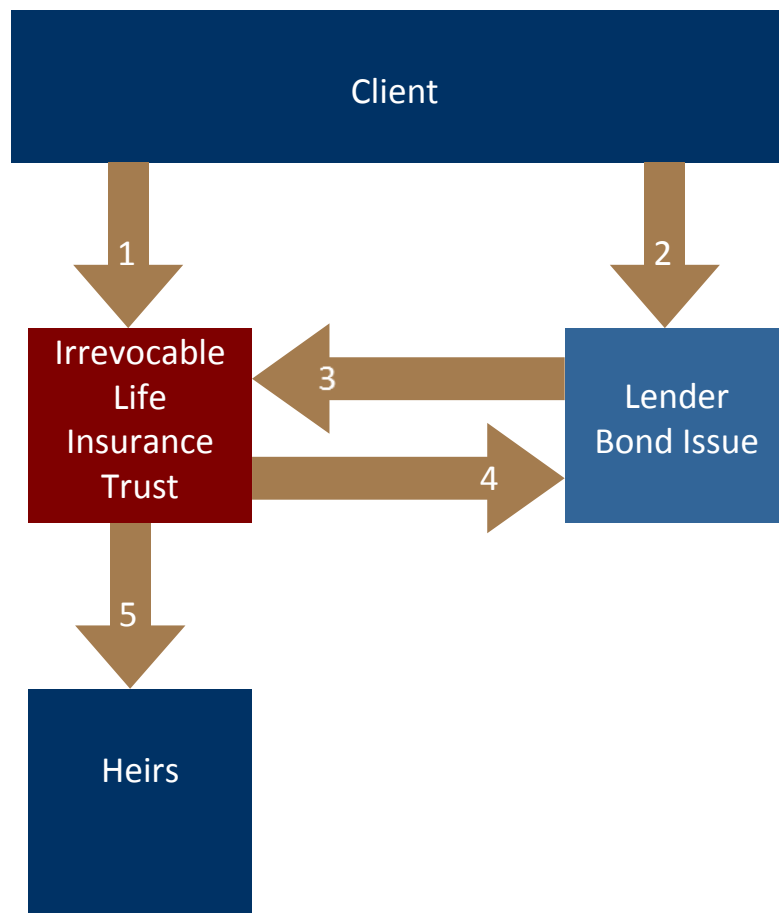 Client
1
2
Irrevocable
Life
Insurance
Trust
3
Lender
Bond Issue
4
5
Heirs